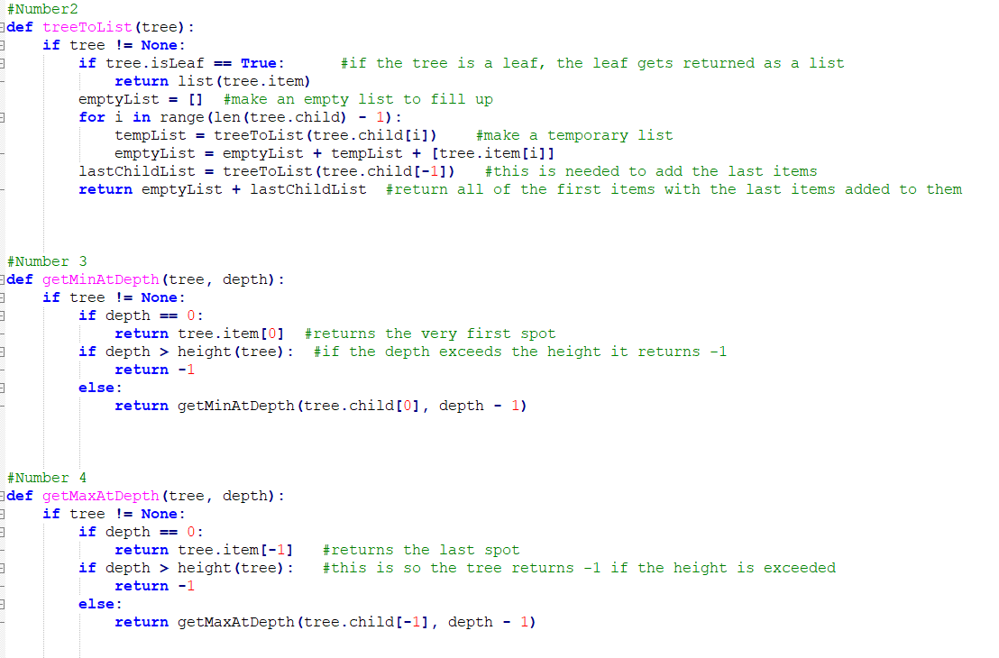 #Number2
def treeToList(tree):
    if tree != None:
        if tree.isLeaf == True:      #if the tree is a leaf, the leaf gets returned as a list
            return list(tree.item)
        emptyList = []  #make an empty list to fill up
        for i in range(len(tree.child) - 1):
            tempList = treeToList(tree.child[i])    #make a temporary list
            emptyList = emptyList + tempList + [tree.item[i]]
        lastChildList = treeToList(tree.child[-1])   #this is needed to add the last items
        return emptyList + lastChildList  #return all of the first items with the last items added to them
#Number 3
def getMinAtDepth(tree, depth):
    if tree != None:
        if depth == 0:
            return tree.item[0]  #returns the very first spot
        if depth > height(tree):  #if the depth exceeds the height it returns -1
            return -1
        else:
            return getMinAtDepth(tree.child[0], depth - 1)
#Number 4
def getMaxAtDepth(tree, depth):
    if tree != None:
        if depth == 0:
            return tree.item[-1]   #returns the last spot
        if depth > height(tree):   #this is so the tree returns -1 if the height is exceeded
            return -1
        else:
            return getMaxAtDepth(tree.child[-1], depth - 1)